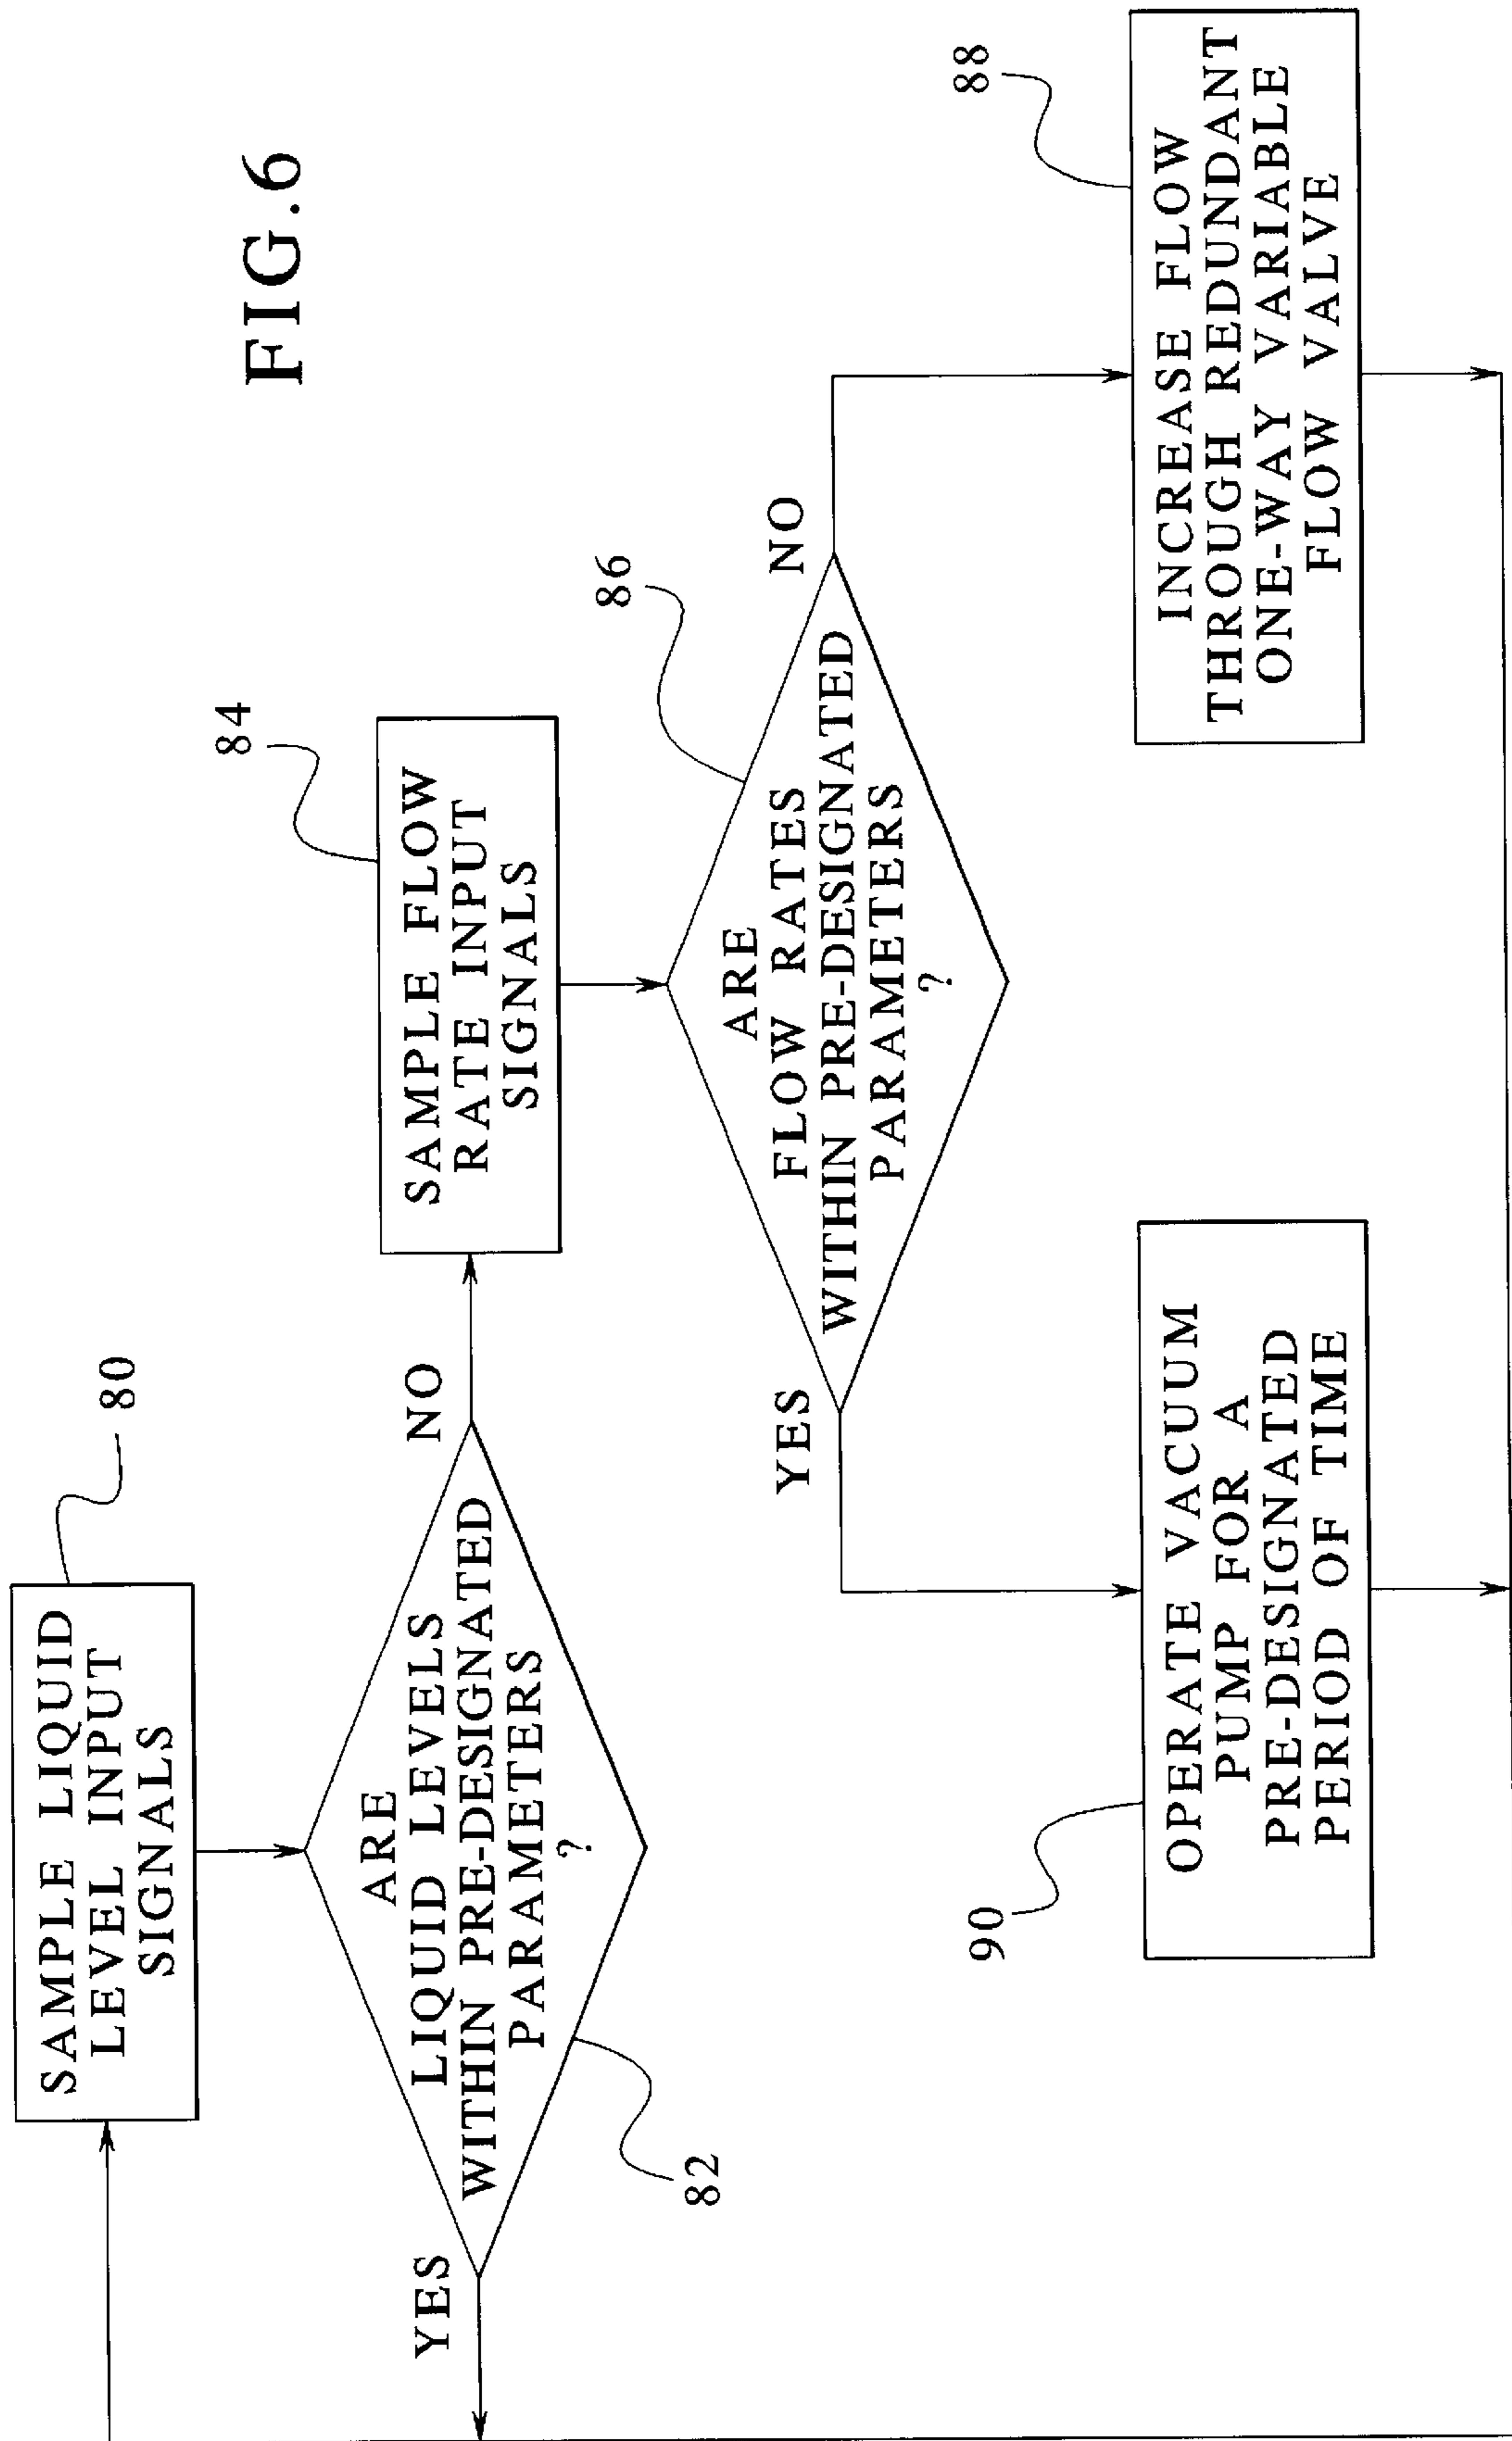 FIG.6
80
SAMPLE LIQUID
LEVEL INPUT
SIGNALS
82
ARE
LIQUID LEVELS
WITHIN PRE-DESIGNATED
PARAMETERS
?
YES
NO
84
SAMPLE FLOW
RATE INPUT
SIGNALS
86
ARE
FLOW RATES
WITHIN PRE-DESIGNATED
PARAMETERS
?
YES
NO
90
OPERATE VACUUM
PUMP FOR A
PRE-DESIGNATED
PERIOD OF TIME
88
INCREASE FLOW
THROUGH REDUNDANT
ONE-WAY VARIABLE
FLOW VALVE